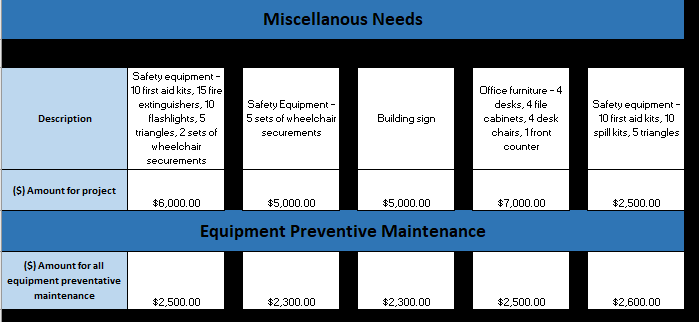 Miscellanous Needs
Description
Safety equipment -
10 first aid kits, 15 fire
extinguishers, 10
flashlights, 5
triangles, 2 sets of
wheelchair
securements
Safety Equipment -
5 sets of wheelchair
securements
Building sign
Office furniture - 4
desks, 4 file
cabinets, 4 desk
chairs, 1 front
counter
Safety equipment -
10 first aid kits, 10
spill kits, 5 triangles
($) Amount for project
$6,000.00
$5,000.00
$5,000.00
$7,000.00
$2,500.00
Equipment Preventive Maintenance
($) Amount for all
equipment preventative
maintenance
$2,500.00
$2,300.00
$2,300.00
$2,500.00
$2,600.00